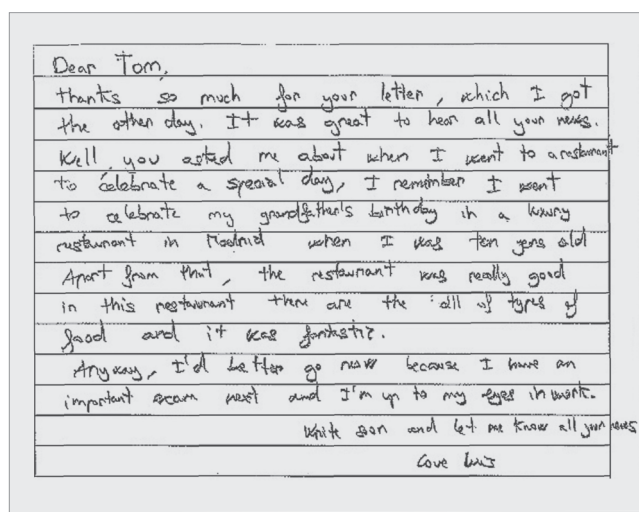 Dear Tom,
thanks so much for your letter, which I got
the other day. It was great to hear all your news.
Well, you asked me about when I went to a restaurant
to celebrate a special day, I remember I went
to celebrate my grandfather's birthday in a luxury
restaurant in Madrid when I was ten yers old
Apart from that, the restaurant was really good
in this restaurant there are the all of types of
food and it was fantastic.
Anyway, I'd better go now because I have an
important exam next and I'm up to my eyes in work.
Write soon and let me know all your news
Love Luis